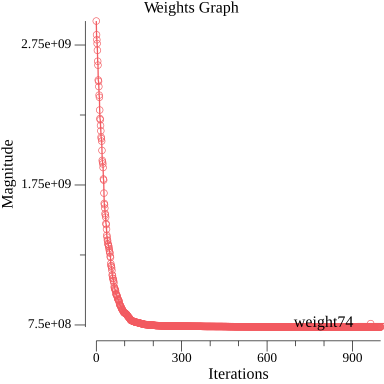 Weights Graph
2.75e+09
1.75e+09
7.5e+08
Magnitude
weight74
0 300 600 900
Iterations